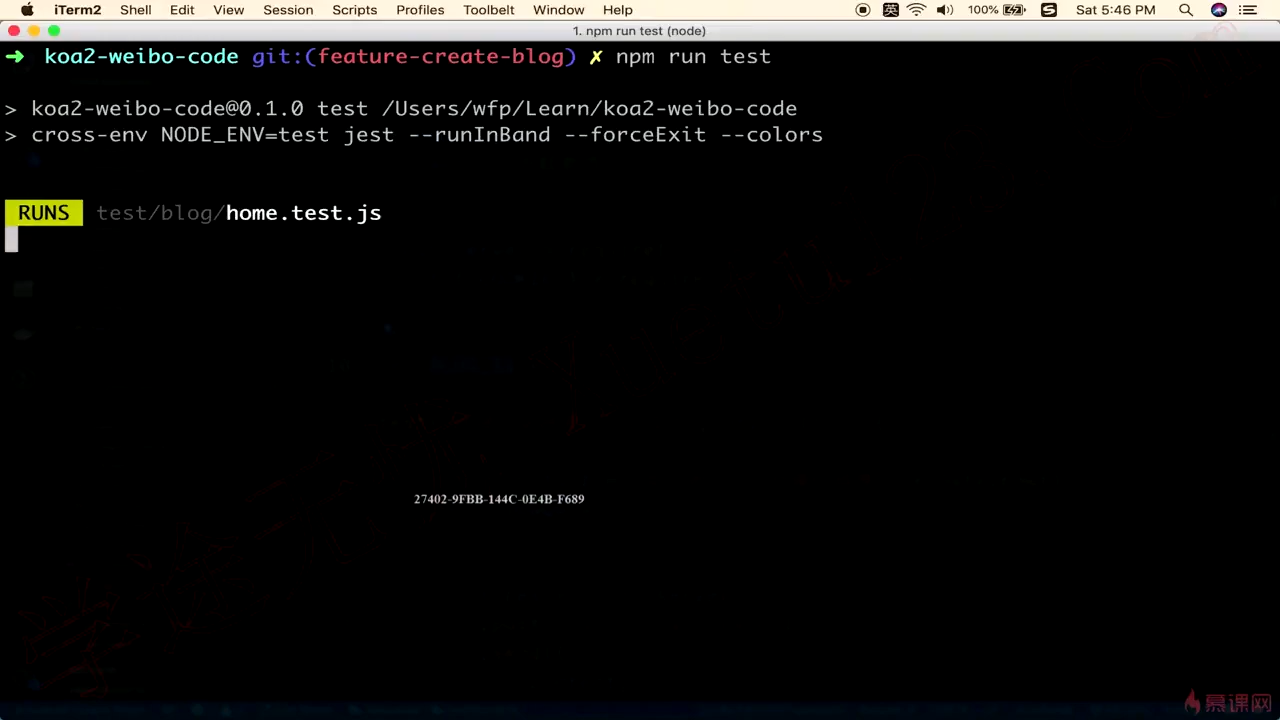 iTerm2 Shell Edit View Session Scripts Profiles Toolbelt Window Help 英 100% S Sat 5:46 PM
1. npm run test (node)
➜ koa2-weibo-code git:(feature-create-blog) ✗ npm run test
> koa2-weibo-code@0.1.0 test /Users/wfp/Learn/koa2-weibo-code
> cross-env NODE_ENV=test jest --runInBand --forceExit --colors
RUNS test/blog/home.test.js
27402-9FBB-144C-0E4B-F689
慕课网